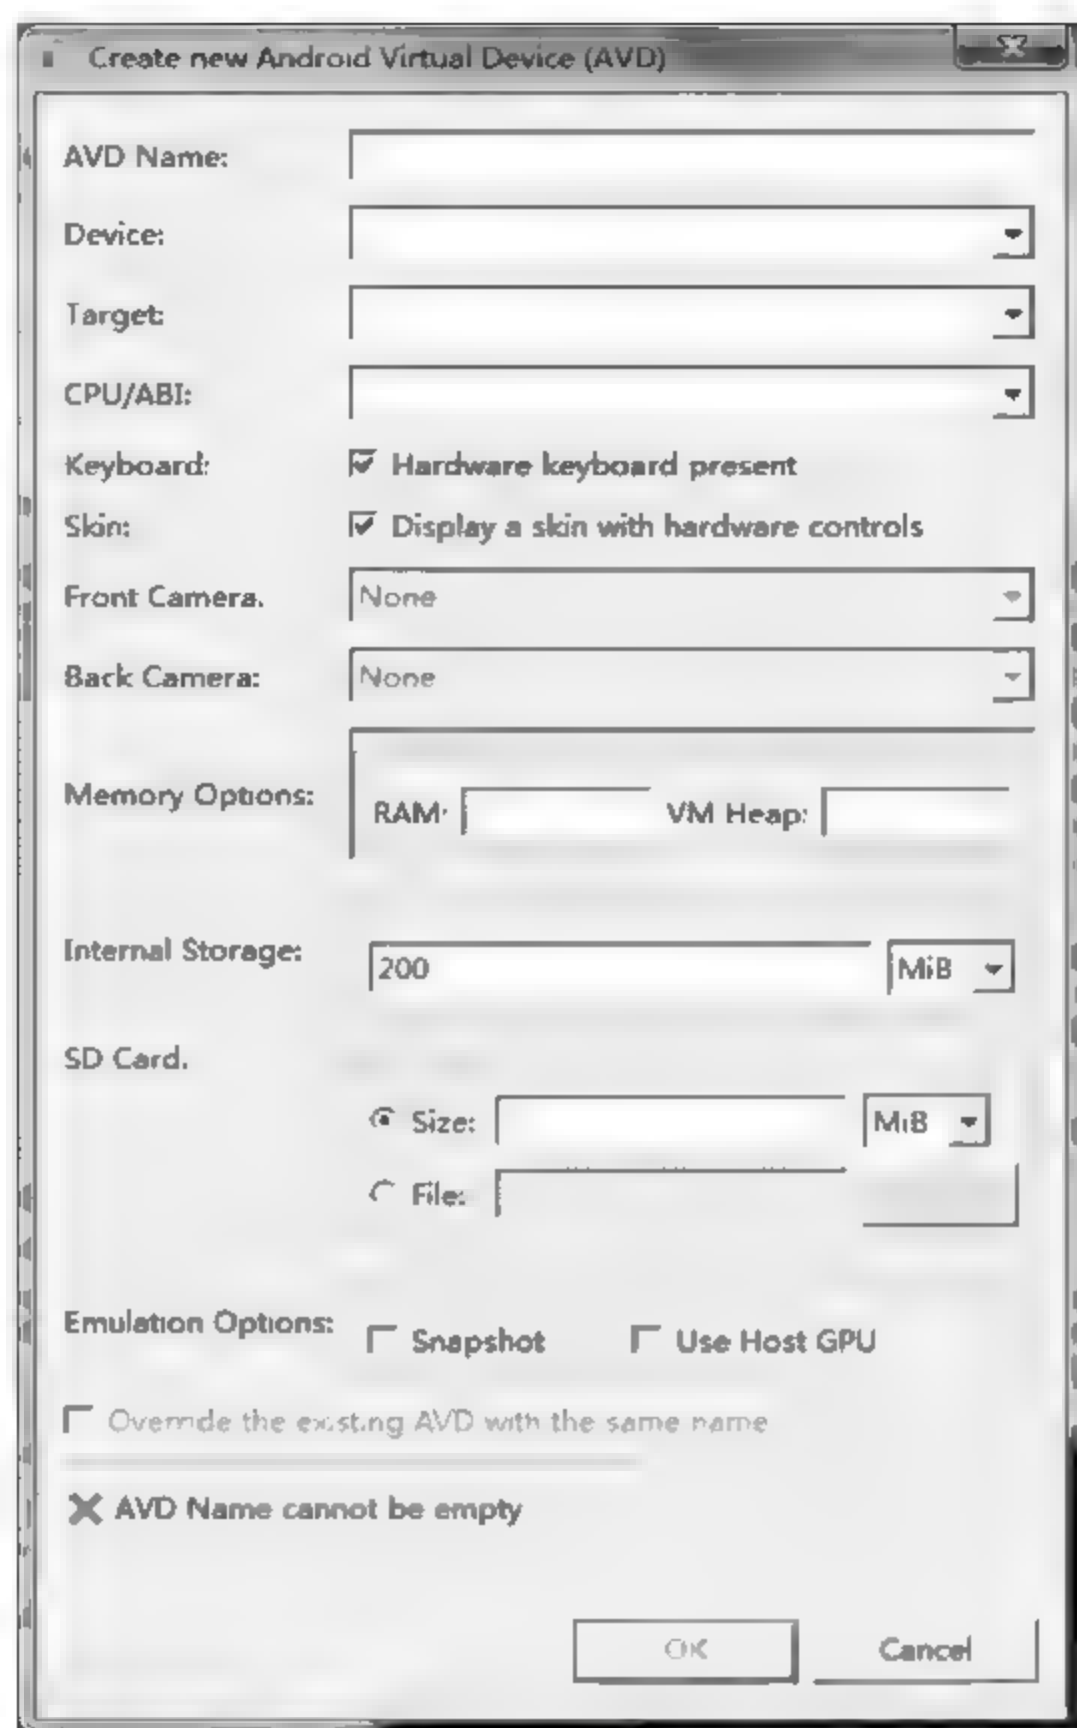 Create new Android Virtual Device (AVD)
AVD Name:
Device:
Target:
CPU/ABI:
Keyboard: Hardware keyboard present
Skin: Display a skin with hardware controls
Front Camera. None
Back Camera: None
Memory Options: RAM: VM Heap:
Internal Storage: 200 MiB
SD Card.
Size: MiB
File:
Emulation Options: Snapshot Use Host GPU
Override the existing AVD with the same name
AVD Name cannot be empty
OK Cancel